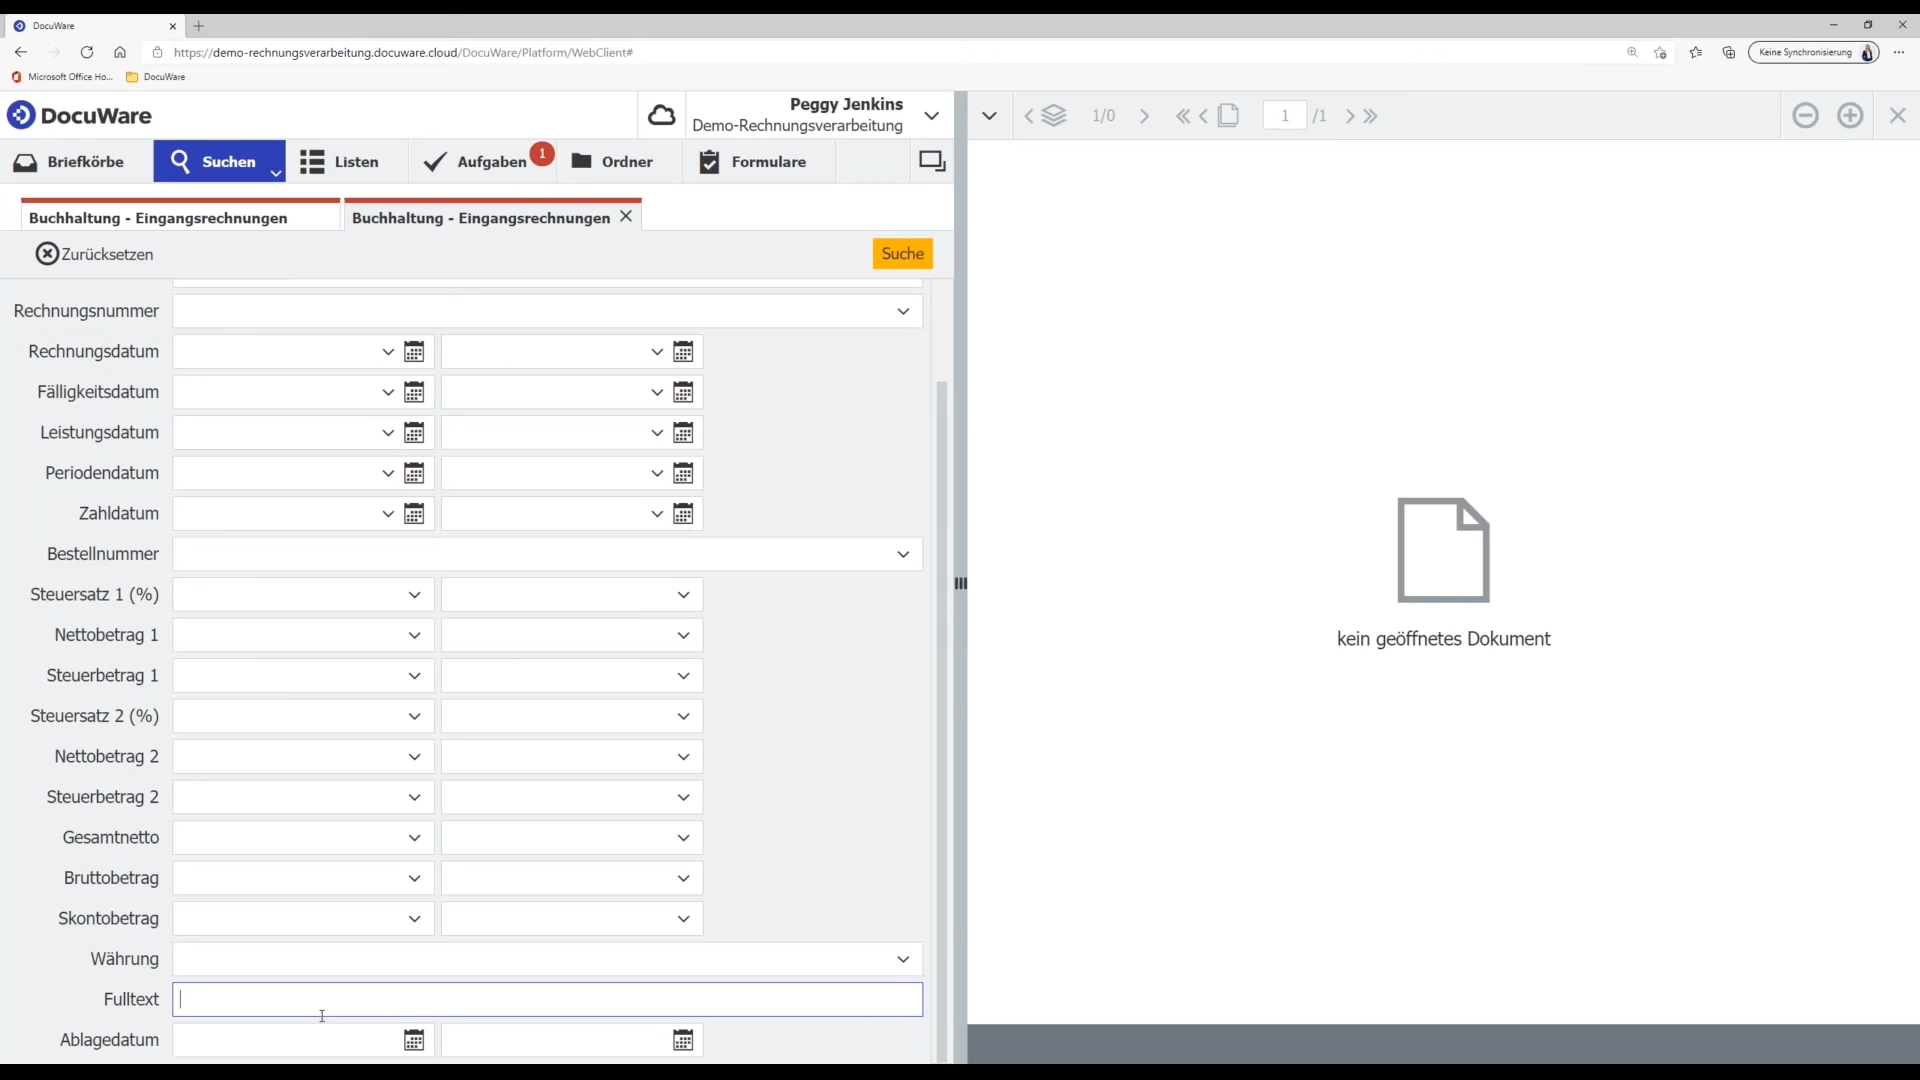 DocuWare
https://demo-rechnungsverarbeitung.docuware.cloud/DocuWare/Platform/WebClient#
Keine Synchronisierung
Microsoft Office Ho...
DocuWare
DocuWare
Peggy Jenkins
Demo-Rechnungsverarbeitung
1/0
1 /1
Briefkörbe
Suchen
Listen
Aufgaben 1
Ordner
Formulare
Buchhaltung - Eingangsrechnungen
Buchhaltung - Eingangsrechnungen
Zurücksetzen
Suche
Rechnungsnummer
Rechnungsdatum
Fälligkeitsdatum
Leistungsdatum
Periodendatum
Zahldatum
Bestellnummer
Steuersatz 1 (%)
Nettobetrag 1
Steuerbetrag 1
Steuersatz 2 (%)
Nettobetrag 2
Steuerbetrag 2
Gesamtnetto
Bruttobetrag
Skontobetrag
Währung
Fulltext
Ablagedatum
kein geöffnetes Dokument